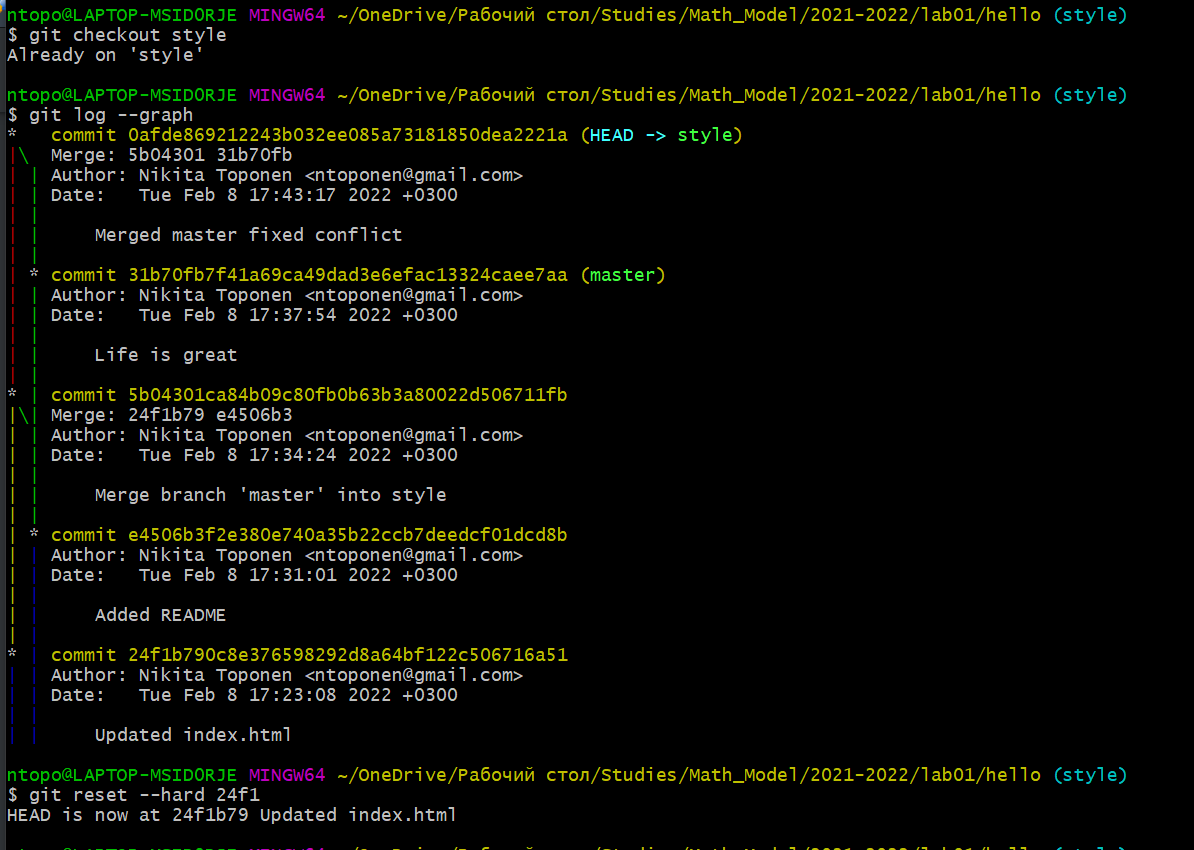 ntopo@LAPTOP-MSID0RJE MINGW64 ~/OneDrive/Рабочий стол/Studies/Math_Model/2021-2022/lab01/hello (style)
$ git checkout style
Already on 'style'
ntopo@LAPTOP-MSID0RJE MINGW64 ~/OneDrive/Рабочий стол/Studies/Math_Model/2021-2022/lab01/hello (style)
$ git log --graph
*   commit 0afde869212243b032ee085a73181850dea2221a (HEAD -> style)
|\  Merge: 5b04301 31b70fb
| | Author: Nikita Toponen <ntoponen@gmail.com>
| | Date:   Tue Feb 8 17:43:17 2022 +0300
| |
| |     Merged master fixed conflict
| |
| * commit 31b70fb7f41a69ca49dad3e6efac13324caee7aa (master)
| | Author: Nikita Toponen <ntoponen@gmail.com>
| | Date:   Tue Feb 8 17:37:54 2022 +0300
| |
| |     Life is great
| |
* | commit 5b04301ca84b09c80fb0b63b3a80022d506711fb
|\| Merge: 24f1b79 e4506b3
| | Author: Nikita Toponen <ntoponen@gmail.com>
| | Date:   Tue Feb 8 17:34:24 2022 +0300
| |
| |     Merge branch 'master' into style
| |
| * commit e4506b3f2e380e740a35b22ccb7deedcf01dcd8b
| | Author: Nikita Toponen <ntoponen@gmail.com>
| | Date:   Tue Feb 8 17:31:01 2022 +0300
| |
| |     Added README
| |
* | commit 24f1b790c8e376598292d8a64bf122c506716a51
| | Author: Nikita Toponen <ntoponen@gmail.com>
| | Date:   Tue Feb 8 17:23:08 2022 +0300
| |
| |     Updated index.html
ntopo@LAPTOP-MSID0RJE MINGW64 ~/OneDrive/Рабочий стол/Studies/Math_Model/2021-2022/lab01/hello (style)
$ git reset --hard 24f1
HEAD is now at 24f1b79 Updated index.html